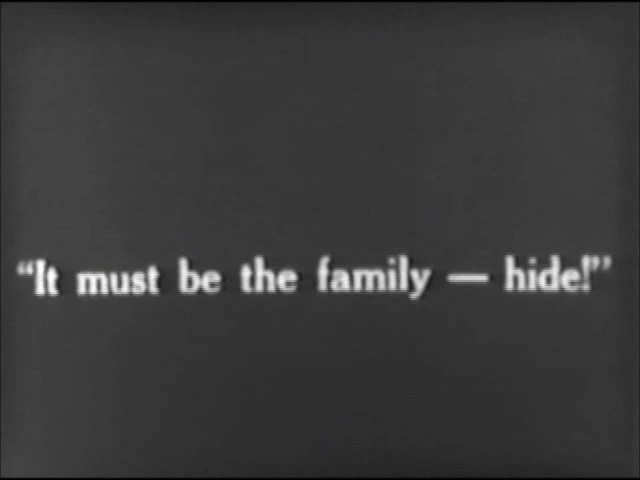 “It must be the family — hide!”